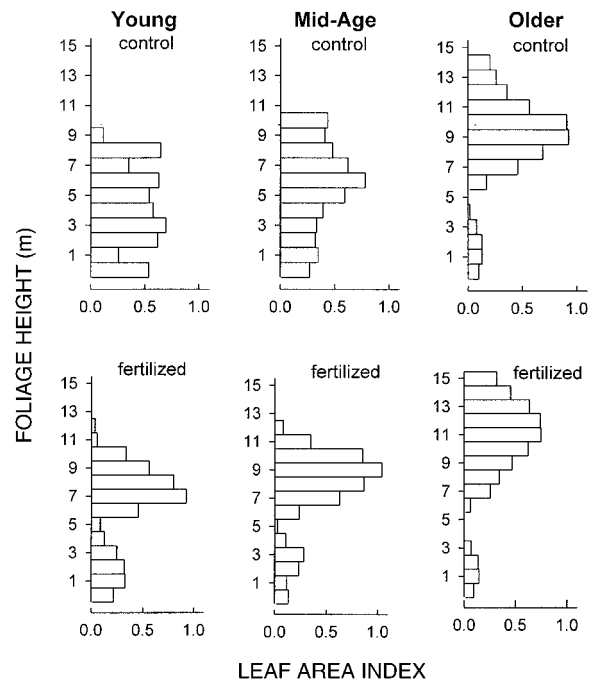 Young Mid-Age Older
control control control
15 15 15
13 13 13
11 11 11
9 9 9
7 7 7
5 5 5
3 3 3
1 1 1
0.0 0.5 1.0 0.0 0.5 1.0 0.0 0.5 1.0
FOLIAGE HEIGHT (m)
fertilized fertilized fertilized
15 15 15
13 13 13
11 11 11
9 9 9
7 7 7
5 5 5
3 3 3
1 1 1
0.0 0.5 1.0 0.0 0.5 1.0 0.0 0.5 1.0
LEAF AREA INDEX